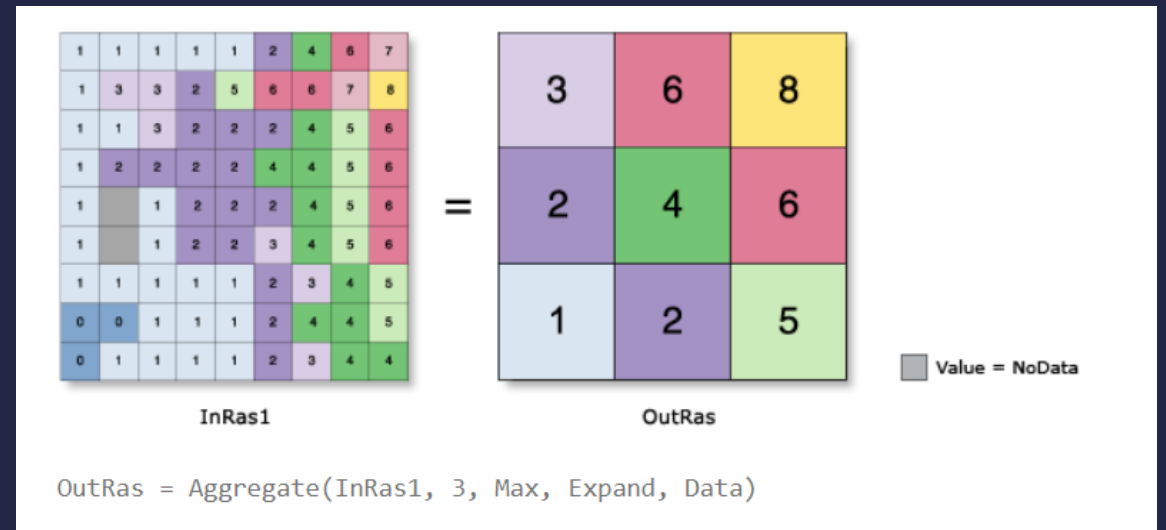 1 1 1 1 1 2 4 6 7
1 3 3 2 5 6 6 7 8
1 1 3 2 2 2 4 5 6
1 2 2 2 2 4 4 5 6
1 1 2 2 2 4 5 6
1 1 2 2 3 4 5 6
1 1 1 1 1 2 3 4 5
0 0 1 1 1 2 4 4 5
0 1 1 1 1 2 3 4 4
InRas1
=
3 6 8
2 4 6
1 2 5
OutRas
Value = NoData
OutRas = Aggregate(InRas1, 3, Max, Expand, Data)